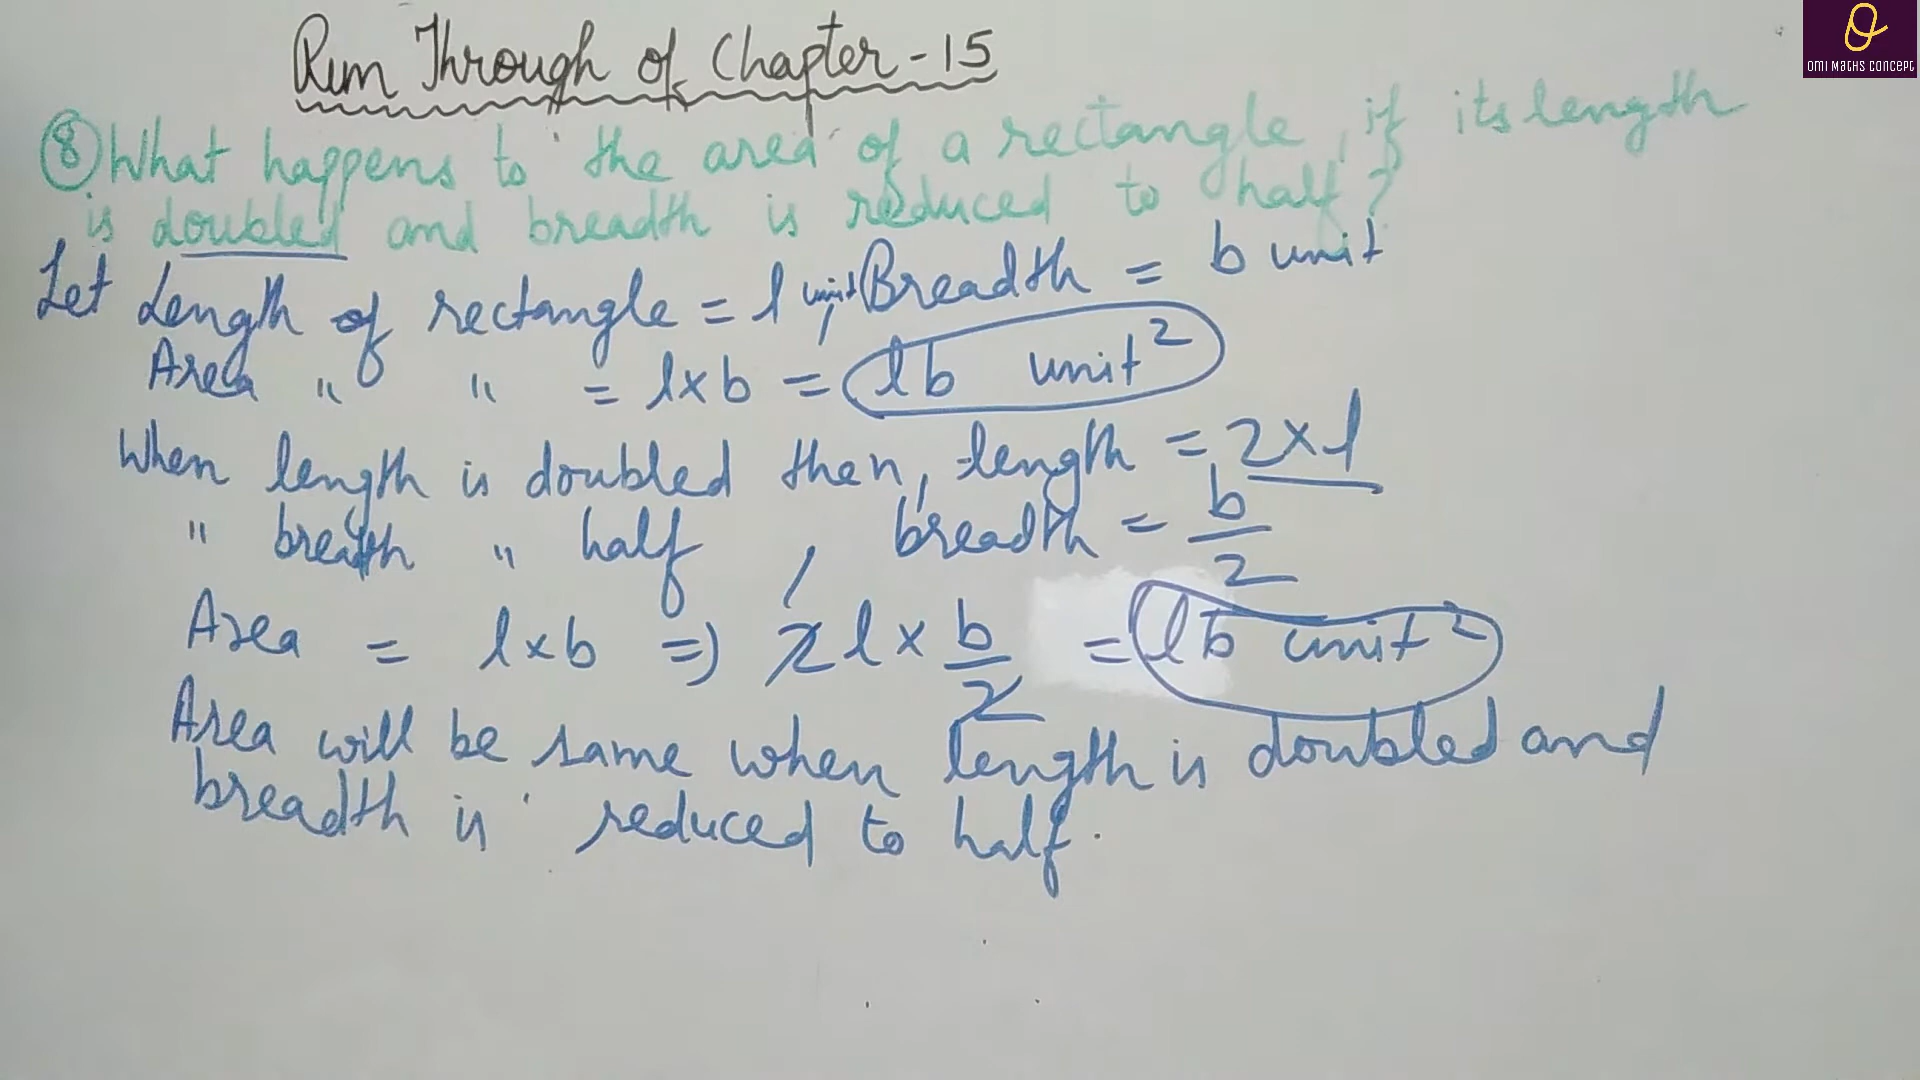 Run Through of Chapter-15
OMI MATHS CONCEPT
⑧ What happens to the area of a rectangle, if its length
is doubled and breadth is reduced to half?
Let Length of rectangle = l unit, Breadth = b unit
Area " " = l×b = lb unit²
When length is doubled then, length = 2×l
" breadth " half , breadth = b/2
Area = l×b => 2l × b/2 = lb unit²
Area will be same when length is doubled and
breadth is reduced to half.